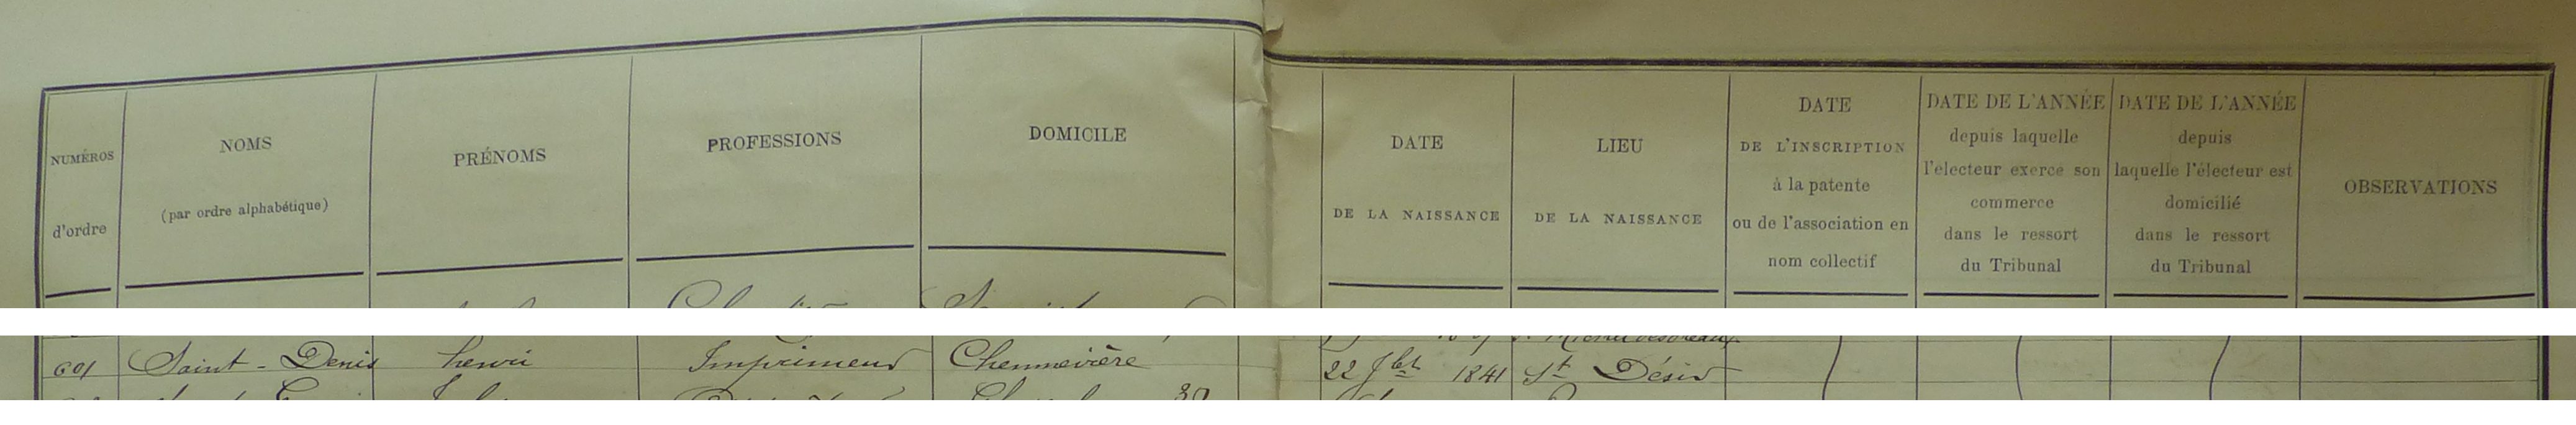 NUMÉROS d'ordre
NOMS (par ordre alphabétique)
PRÉNOMS
PROFESSIONS
DOMICILE
DATE DE LA NAISSANCE
LIEU DE LA NAISSANCE
DATE DE L'INSCRIPTION à la patente ou de l'association en nom collectif
DATE DE L'ANNÉE depuis laquelle l'électeur exerce son commerce dans le ressort du Tribunal
DATE DE L'ANNÉE depuis laquelle l'électeur est domicilié dans le ressort du Tribunal
OBSERVATIONS
601 Saint-Denis henri Imprimeur Chennevière 22 Jbet 1841 St Désir